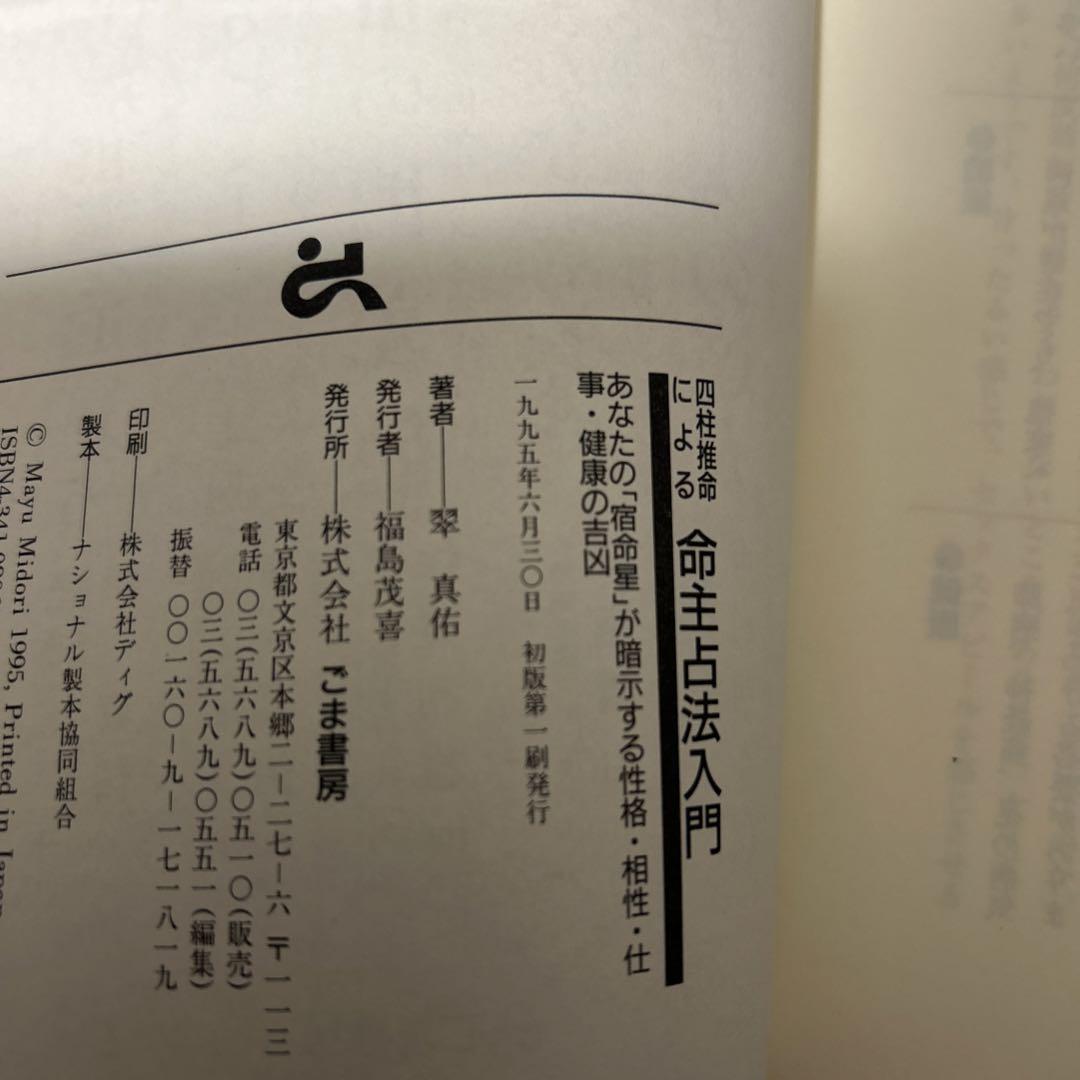 四柱推命
による
命主占法入門
あなたの「宿命星」が暗示する性格・相性・仕
事・健康の吉凶
一九九五年六月三〇日　初版第一刷発行
著者───翠　真佑
発行者──福島茂喜
発行所──株式会社 ごま書房
東京都文京区本郷二─二七─六 〒一一三
電話　〇三(五六八九)〇五一〇(販売)
〇三(五六八九)〇五五一(編集)
振替　〇〇一六〇─九─一七一八一九
印刷───株式会社ディグ
製本───ナショナル製本協同組合
© Mayu Midori 1995, Printed in Japan
ISBN4-341